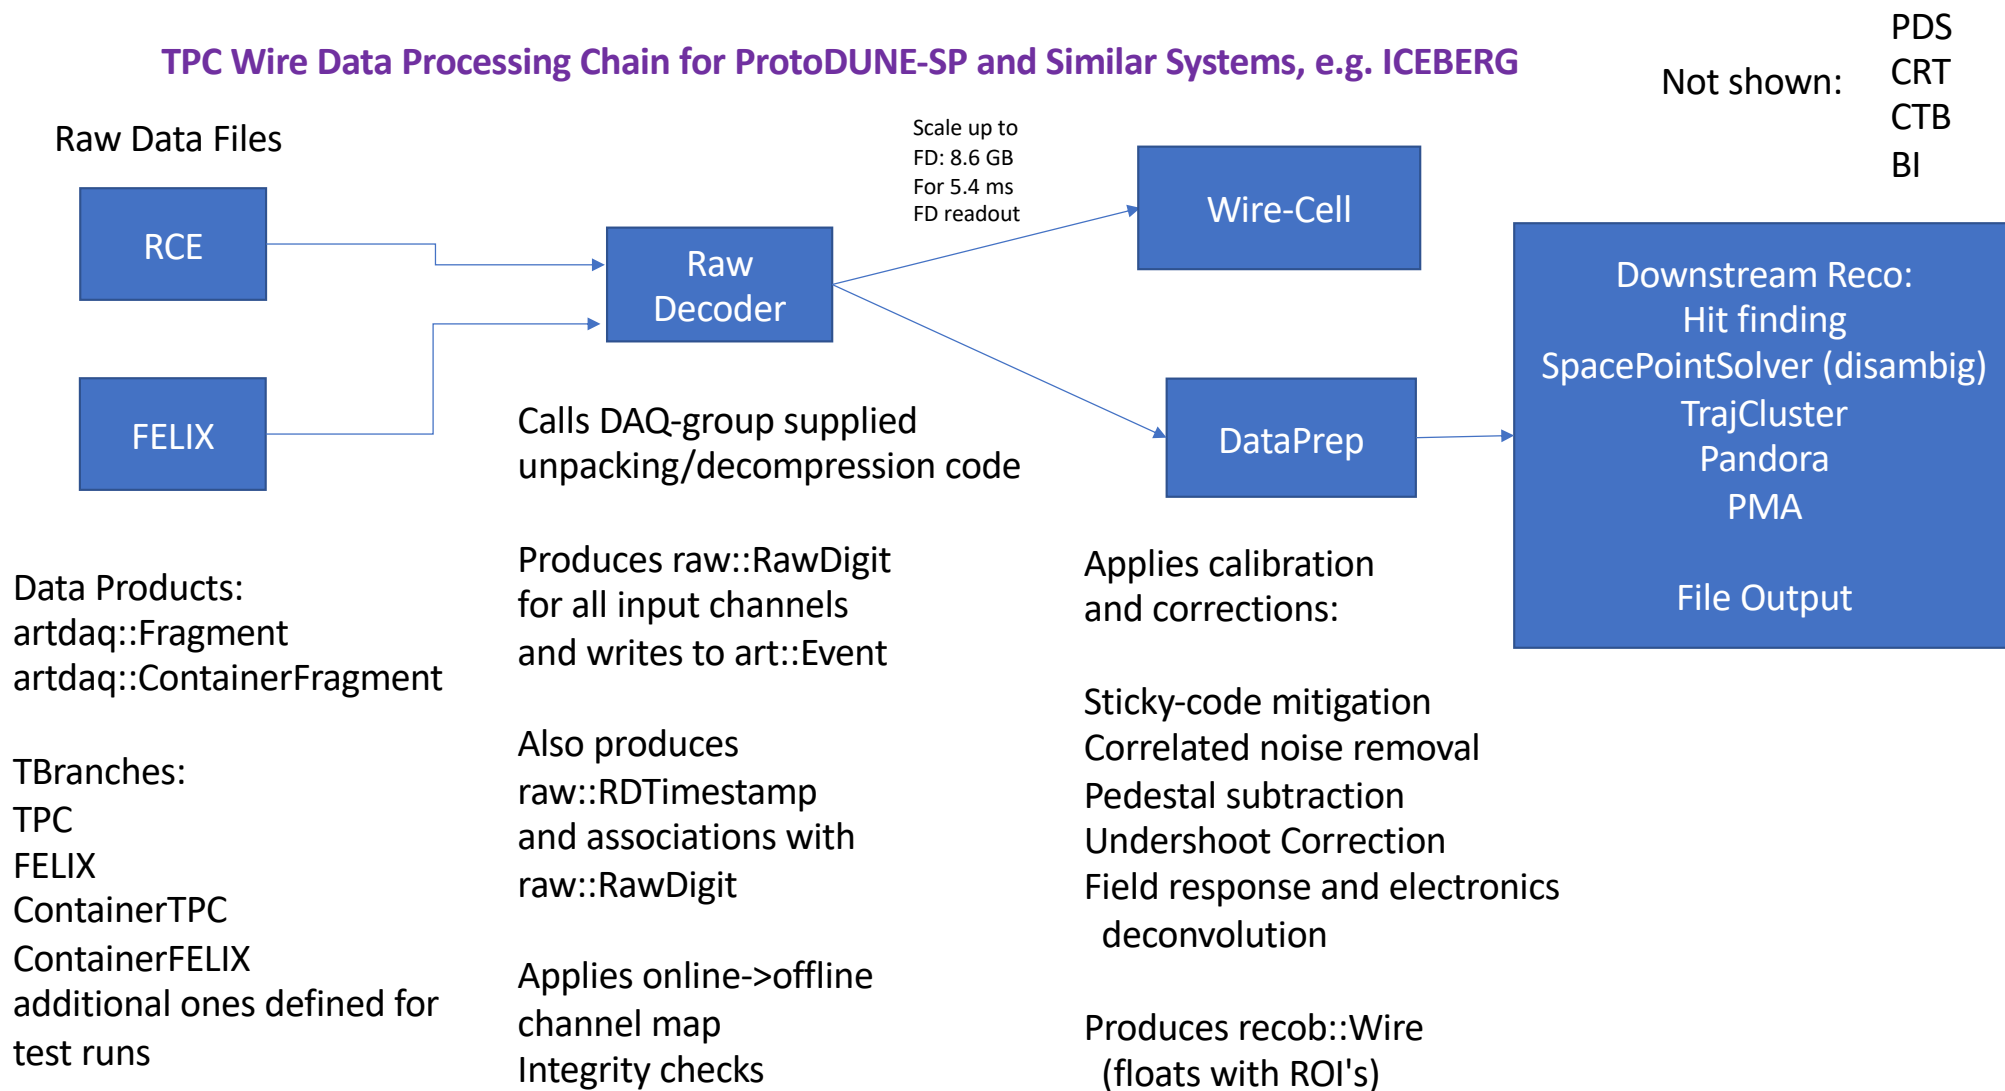 TPC Wire Data Processing Chain for ProtoDUNE-SP and Similar Systems, e.g. ICEBERG
Not shown:
PDS
CRT
CTB
BI
Raw Data Files
RCE
FELIX
Raw
Decoder
Scale up to
FD: 8.6 GB
For 5.4 ms
FD readout
Wire-Cell
DataPrep
Downstream Reco:
Hit finding
SpacePointSolver (disambig)
TrajCluster
Pandora
PMA
File Output
Data Products:
artdaq::Fragment
artdaq::ContainerFragment
TBranches:
TPC
FELIX
ContainerTPC
ContainerFELIX
additional ones defined for
test runs
Calls DAQ-group supplied
unpacking/decompression code
Produces raw::RawDigit
for all input channels
and writes to art::Event
Also produces
raw::RDTimestamp
and associations with
raw::RawDigit
Applies online->offline
channel map
Integrity checks
Applies calibration
and corrections:
Sticky-code mitigation
Correlated noise removal
Pedestal subtraction
Undershoot Correction
Field response and electronics
deconvolution
Produces recob::Wire
(floats with ROI's)